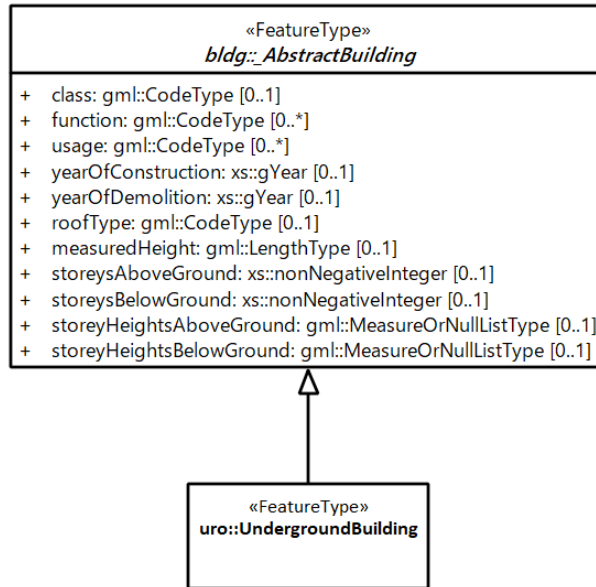 «FeatureType»
bldg::_AbstractBuilding
+ class: gml::CodeType [0..1]
+ function: gml::CodeType [0..*]
+ usage: gml::CodeType [0..*]
+ yearOfConstruction: xs::gYear [0..1]
+ yearOfDemolition: xs::gYear [0..1]
+ roofType: gml::CodeType [0..1]
+ measuredHeight: gml::LengthType [0..1]
+ storeysAboveGround: xs::nonNegativeInteger [0..1]
+ storeysBelowGround: xs::nonNegativeInteger [0..1]
+ storeyHeightsAboveGround: gml::MeasureOrNullListType [0..1]
+ storeyHeightsBelowGround: gml::MeasureOrNullListType [0..1]
«FeatureType»
uro::UndergroundBuilding